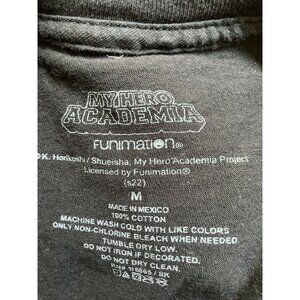 MY HERO
ACADEMIA
FUNIMATION®
©K. Horikoshi / Shueisha, My Hero Academia Project
Licensed by Funimation®
(s22)
M
MADE IN MEXICO
100% COTTON
MACHINE WASH COLD WITH LIKE COLORS
ONLY NON-CHLORINE BLEACH WHEN NEEDED
TUMBLE DRY LOW.
DO NOT IRON IF DECORATED.
DO NOT DRY CLEAN.
/ BK